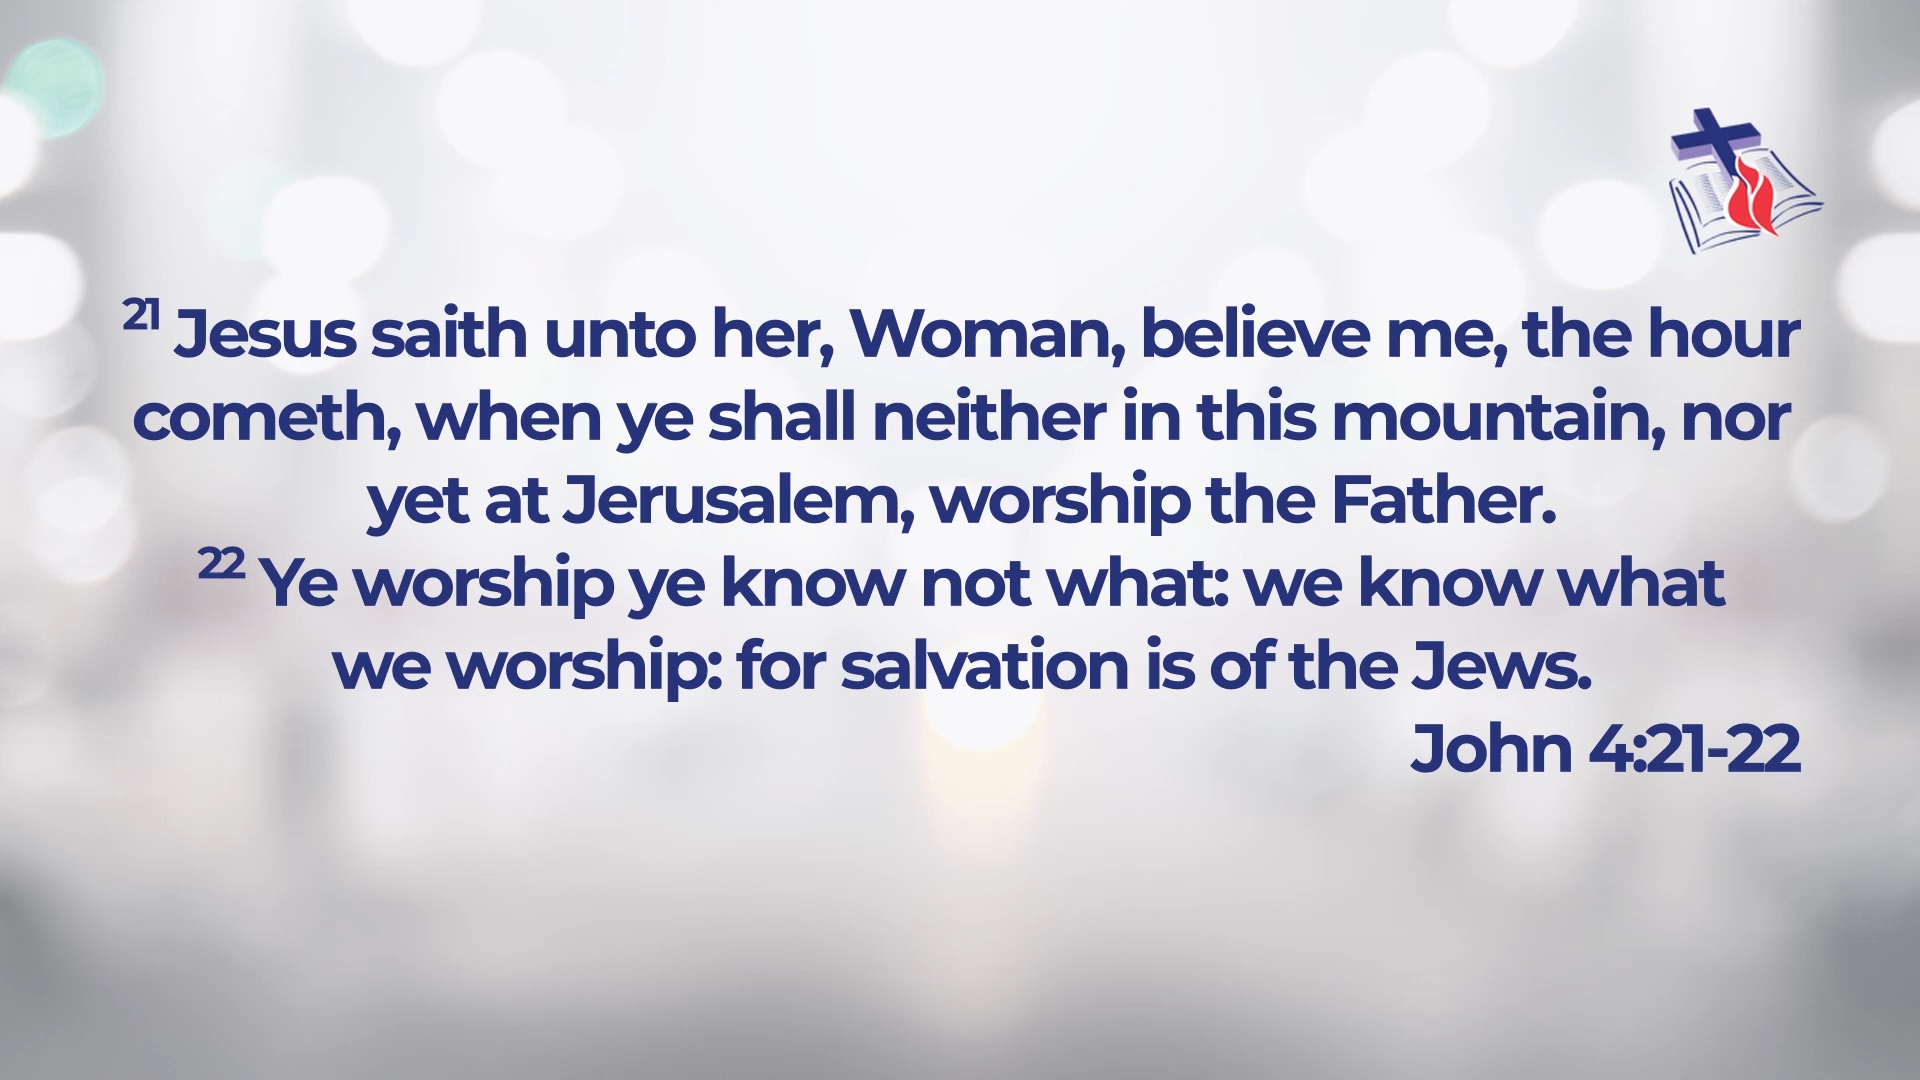 21 Jesus saith unto her, Woman, believe me, the hour
cometh, when ye shall neither in this mountain, nor
yet at Jerusalem, worship the Father.
22 Ye worship ye know not what: we know what
we worship: for salvation is of the Jews.
John 4:21-22